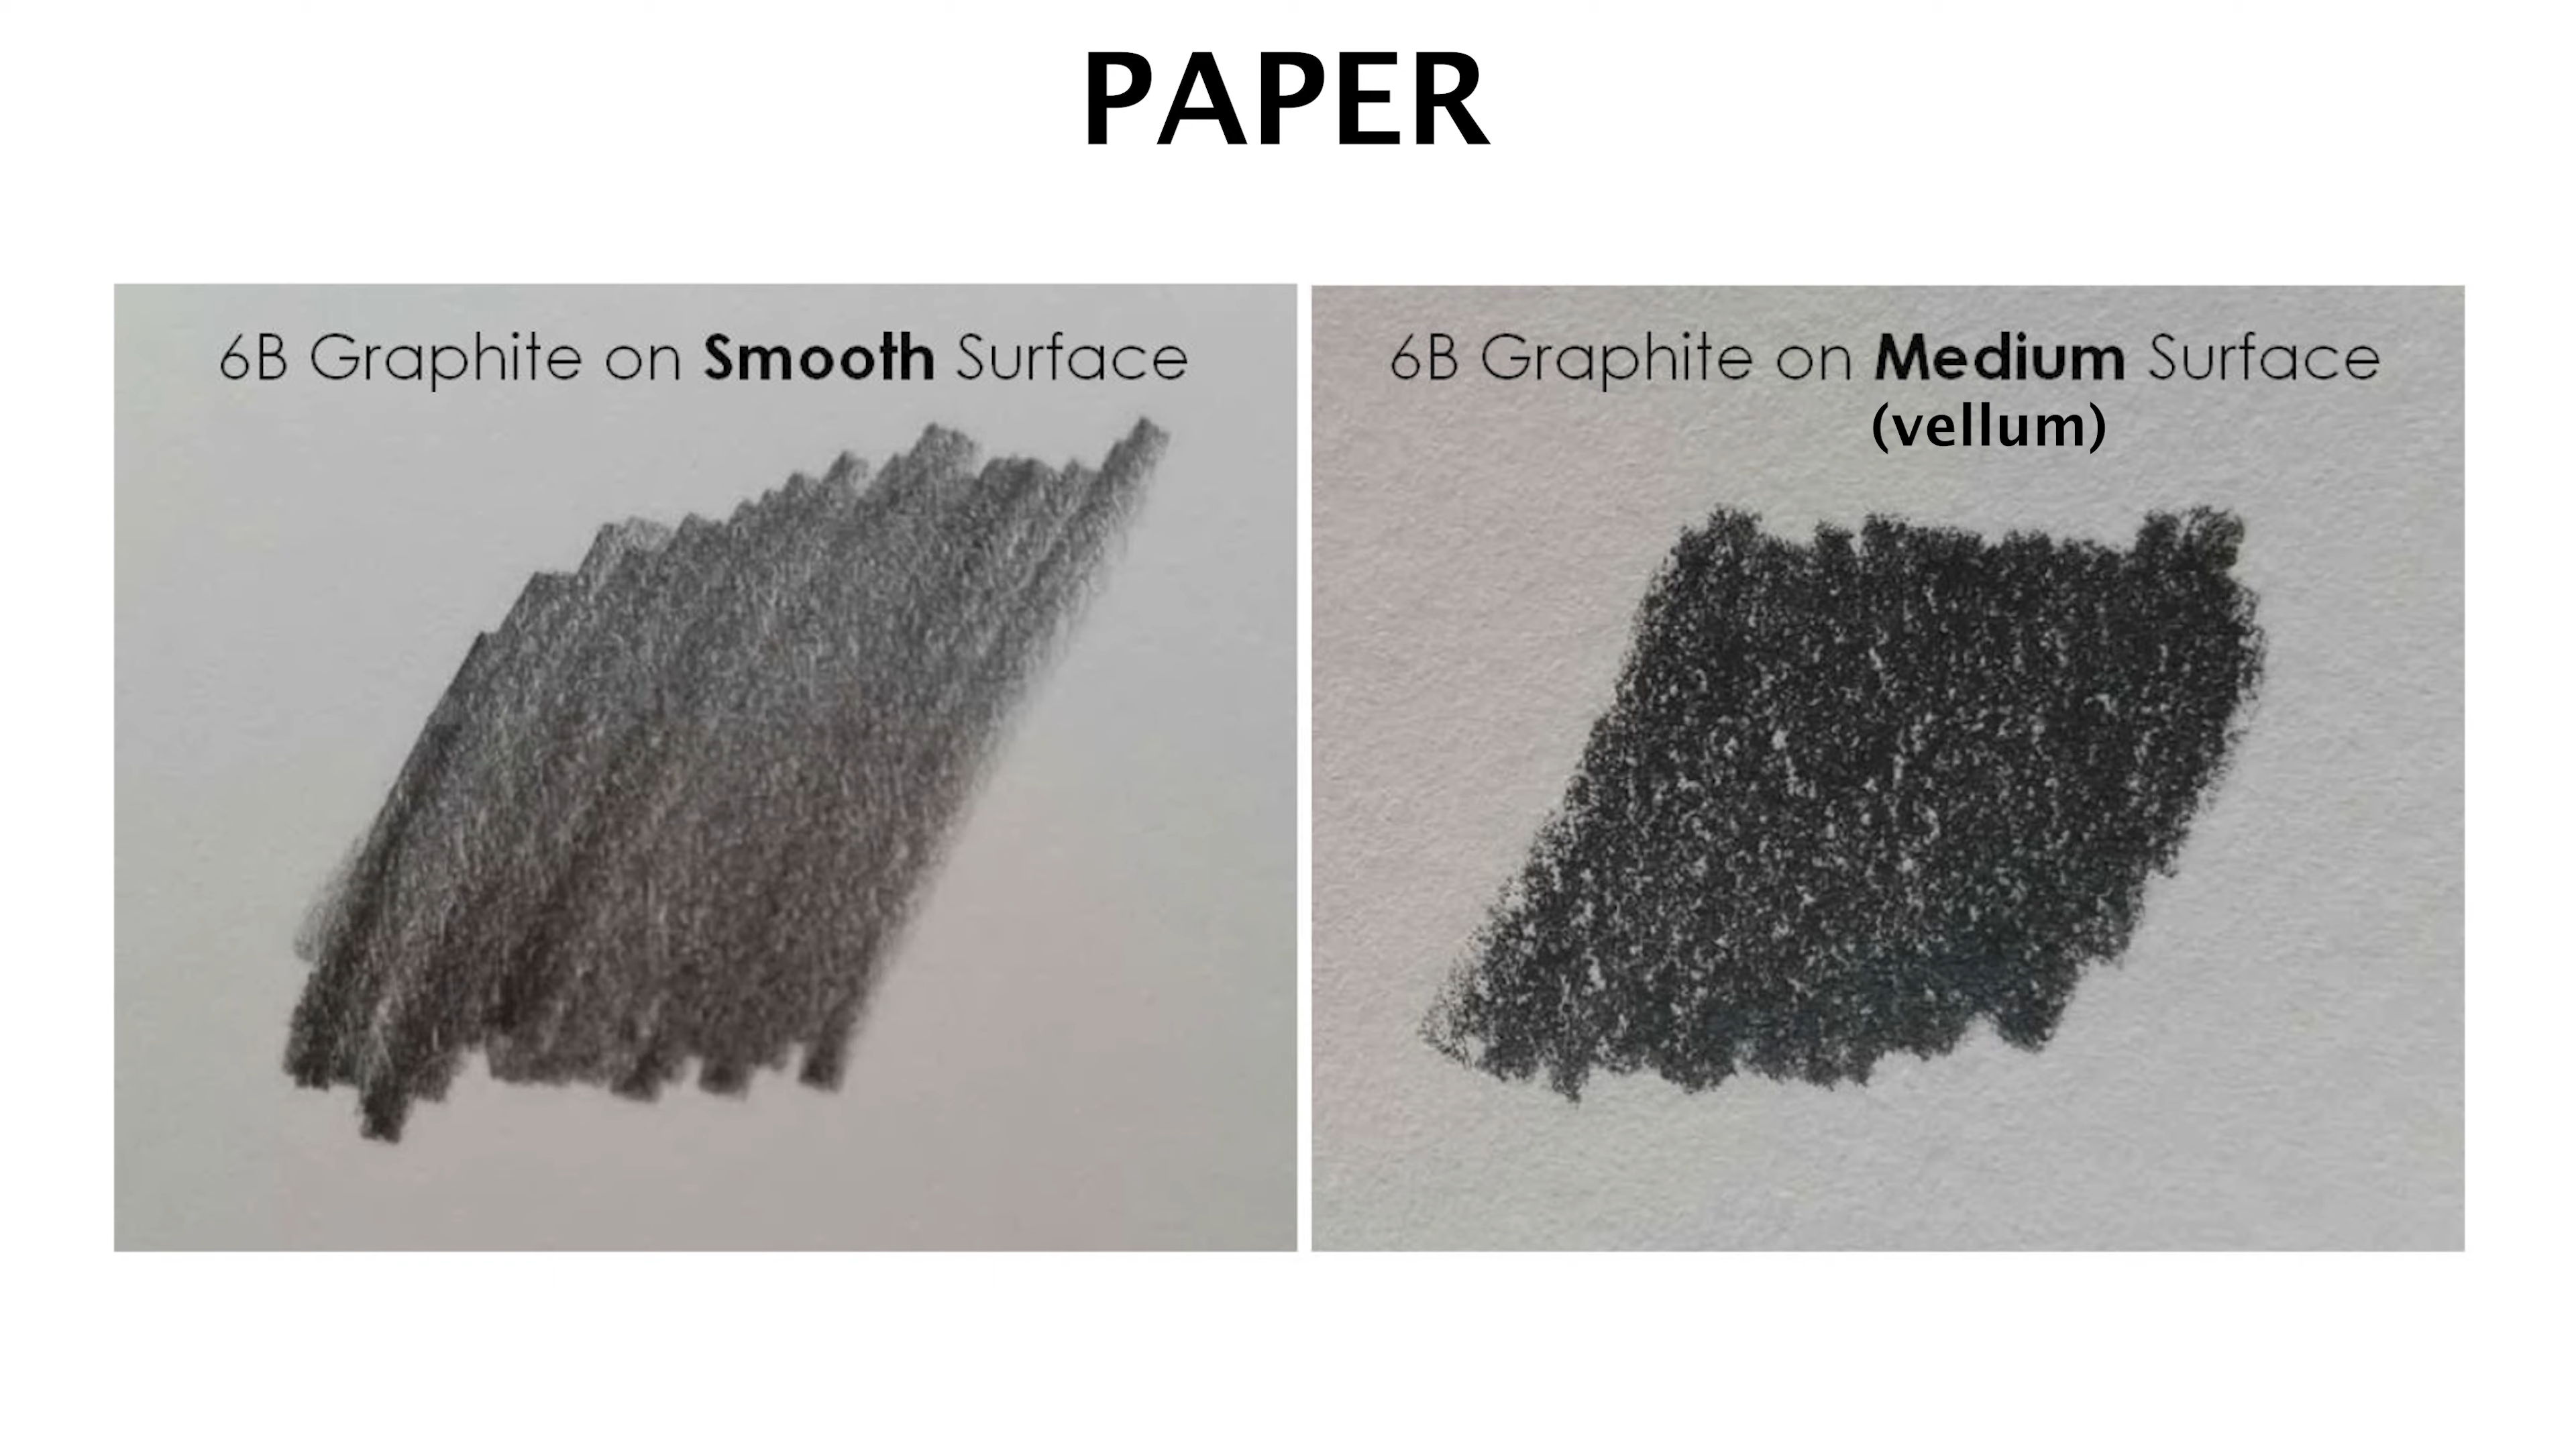 PAPER
6B Graphite on Smooth Surface
6B Graphite on Medium Surface
(vellum)